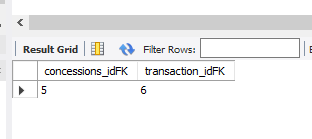 Result Grid Filter Rows:
concessions_idFK transaction_idFK
5 6